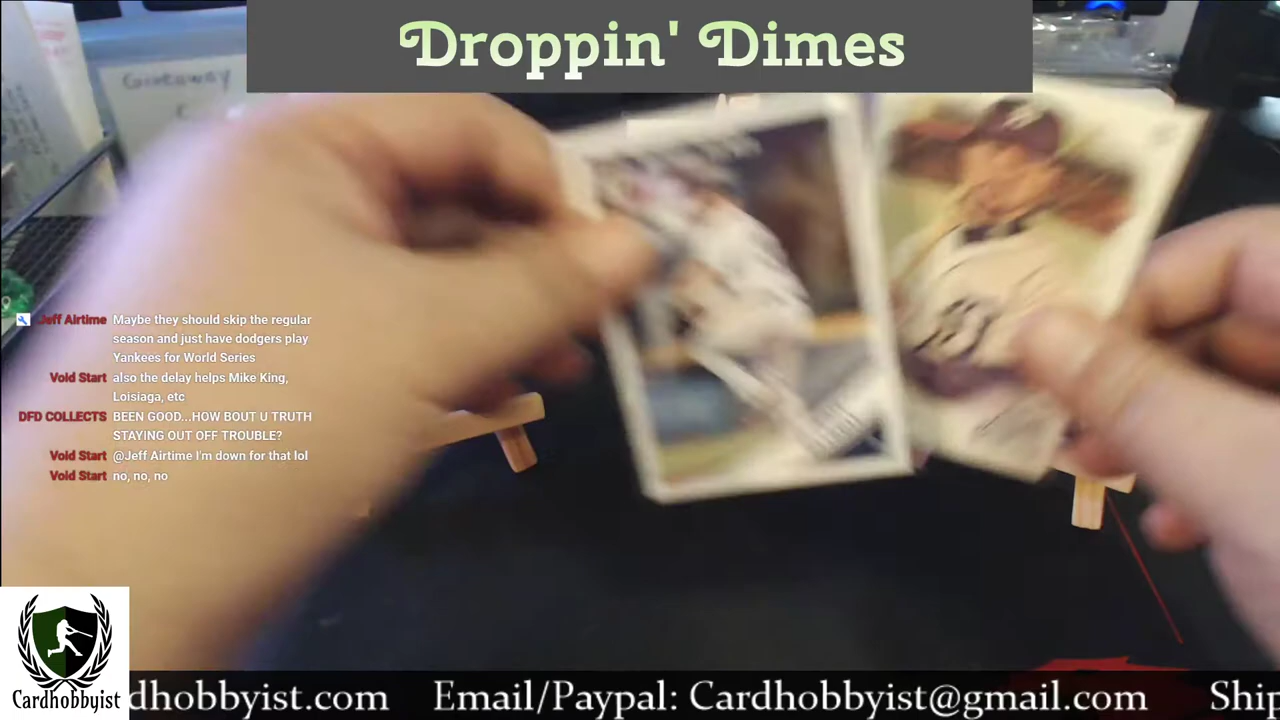 Droppin' Dimes
Giveaway
Jeff Airtime Maybe they should skip the regular
season and just have dodgers play
Yankees for World Series
Void Start also the delay helps Mike King,
Loisiaga, etc
DFD COLLECTS BEEN GOOD...HOW BOUT U TRUTH
STAYING OUT OFF TROUBLE?
Void Start @Jeff Airtime I'm down for that lol
Void Start no, no, no
Cardhobbyist
dhobbyist.com Email/Paypal: Cardhobbyist@gmail.com Ship